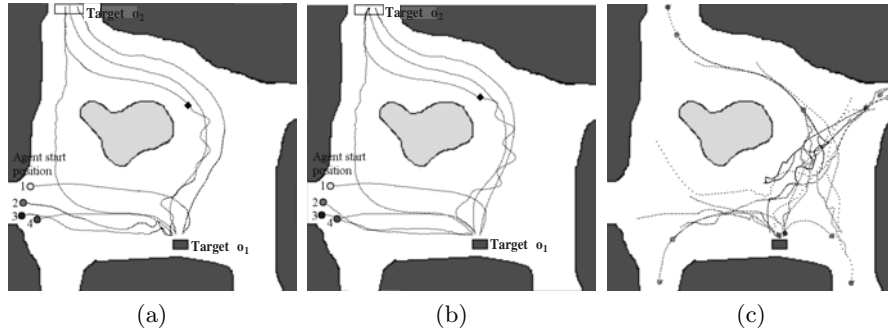 Target o2
Agent start
position
1
2
3
4
Target o1
Target o2
Agent start
position
1
2
3
4
Target o1
(a)
(b)
(c)